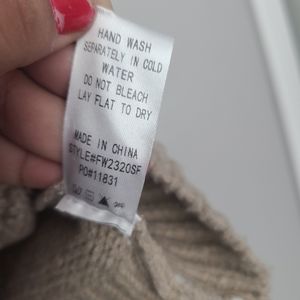 HAND WASH
SEPARATELY IN COLD
WATER
DO NOT BLEACH
LAY FLAT TO DRY
MADE IN CHINA
STYLE#FW2320SF
PO#11831